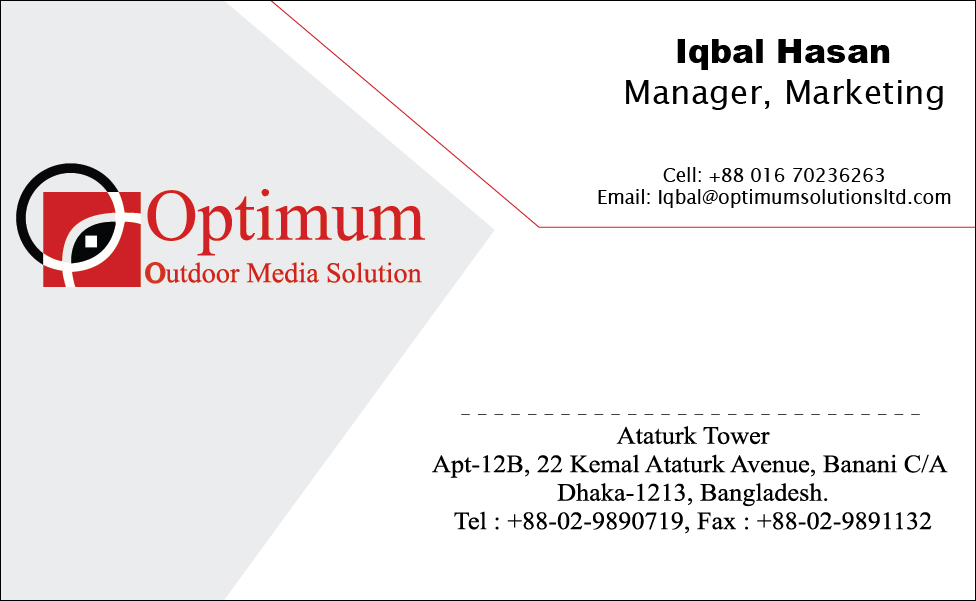 Iqbal Hasan
Manager, Marketing
Cell: +88 016 70236263
Email: Iqbal@optimumsolutionsltd.com
Optimum
Outdoor Media Solution
Ataturk Tower
Apt-12B, 22 Kemal Ataturk Avenue, Banani C/A
Dhaka-1213, Bangladesh.
Tel : +88-02-9890719, Fax : +88-02-9891132